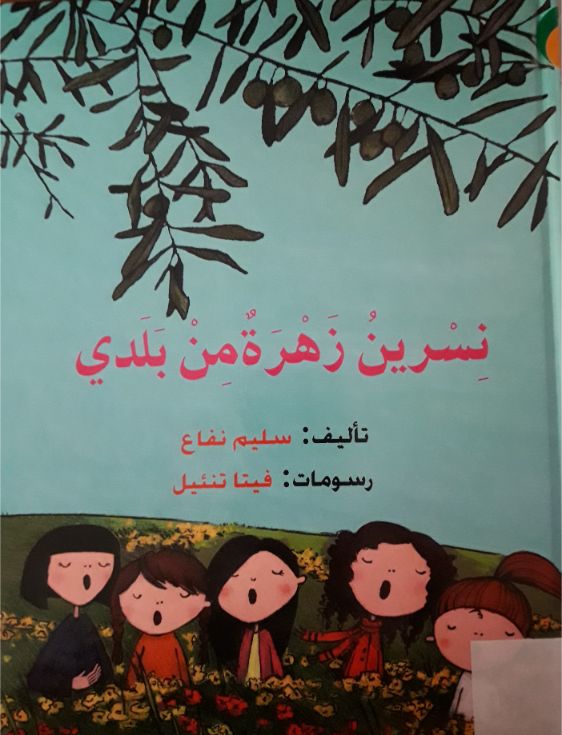 نِسْرينُ زَهْرَةٌ مِنْ بَلَدي
تأليف: سليم نفاع
رسومات: فيتا تنئيل